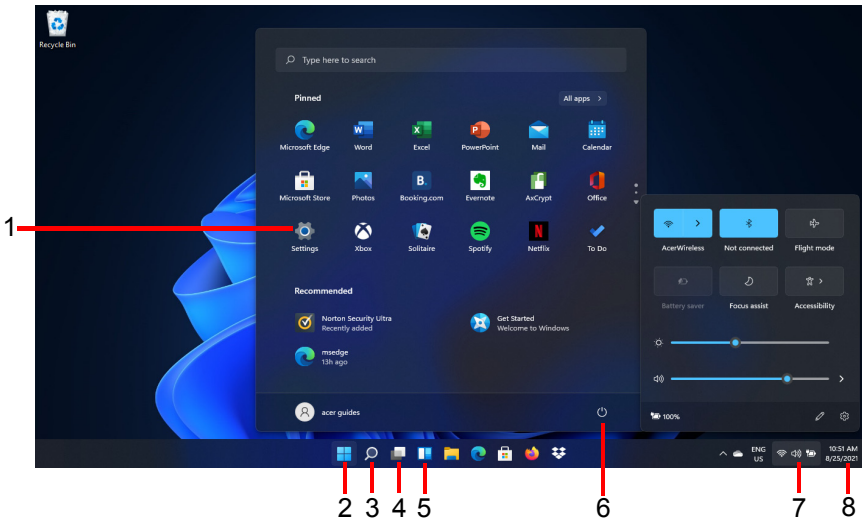 Recycle Bin
Type here to search
Pinned
All apps >
Microsoft Edge
Word
Excel
PowerPoint
Mail
Calendar
Microsoft Store
Photos
B.
Booking.com
Evernote
AxCrypt
Office
1
Settings
Xbox
Solitaire
Spotify
N
Netflix
To Do
AcerWireless
Not connected
Flight mode
Battery saver
Focus assist
Accessibility
Recommended
Norton Security Ultra
Recently added
Get Started
Welcome to Windows
msedge
13h ago
acer guides
100%
ENG
US
10:51 AM
8/25/2021
2 3 4 5 6 7 8